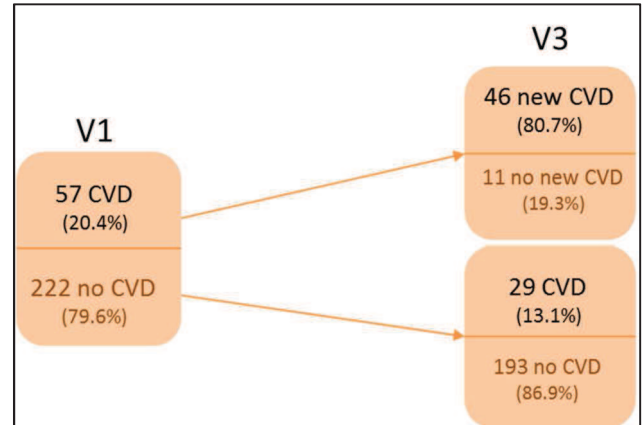 V1
57 CVD
(20.4%)
222 no CVD
(79.6%)
V3
46 new CVD
(80.7%)
11 no new CVD
(19.3%)
29 CVD
(13.1%)
193 no CVD
(86.9%)